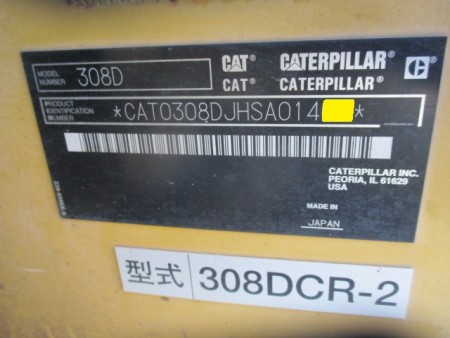 MODEL NUMBER 308D
CAT® CATERPILLAR®
CAT® CATERPILLAR®
PRODUCT IDENTIFICATION NUMBER *CAT0308DJHSA014 *
CATERPILLAR INC.
PEORIA, IL 61629
USA
MADE IN
JAPAN
型式 308DCR-2